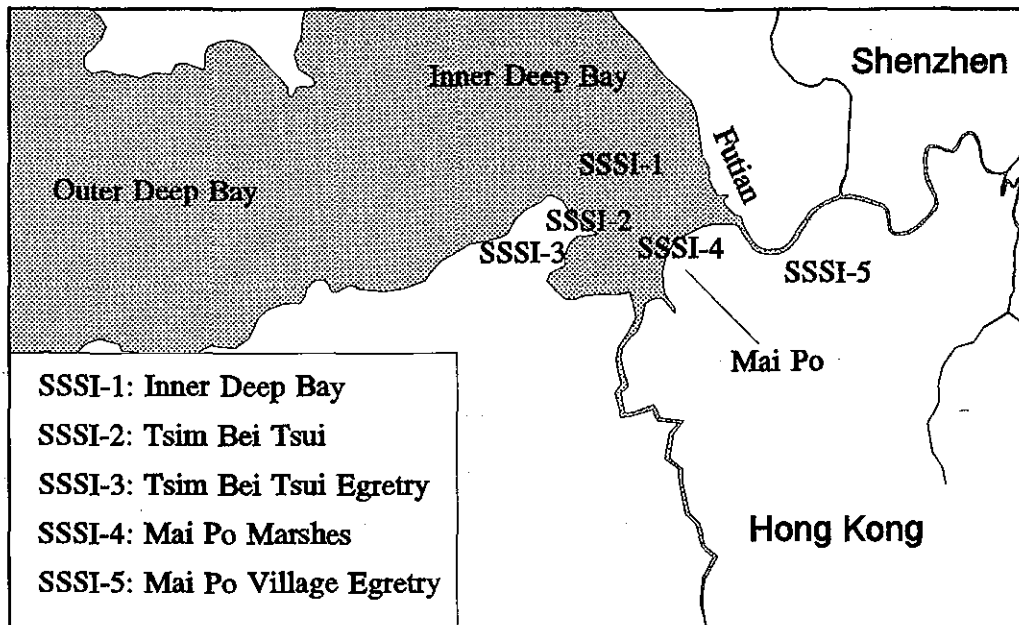 Shenzhen
Inner Deep Bay
Futian
SSSI-1
Outer Deep Bay
SSSI-2
SSSI-3
SSSI-4
SSSI-5
Mai Po
SSSI-1: Inner Deep Bay
SSSI-2: Tsim Bei Tsui
SSSI-3: Tsim Bei Tsui Egretry
SSSI-4: Mai Po Marshes
SSSI-5: Mai Po Village Egretry
Hong Kong